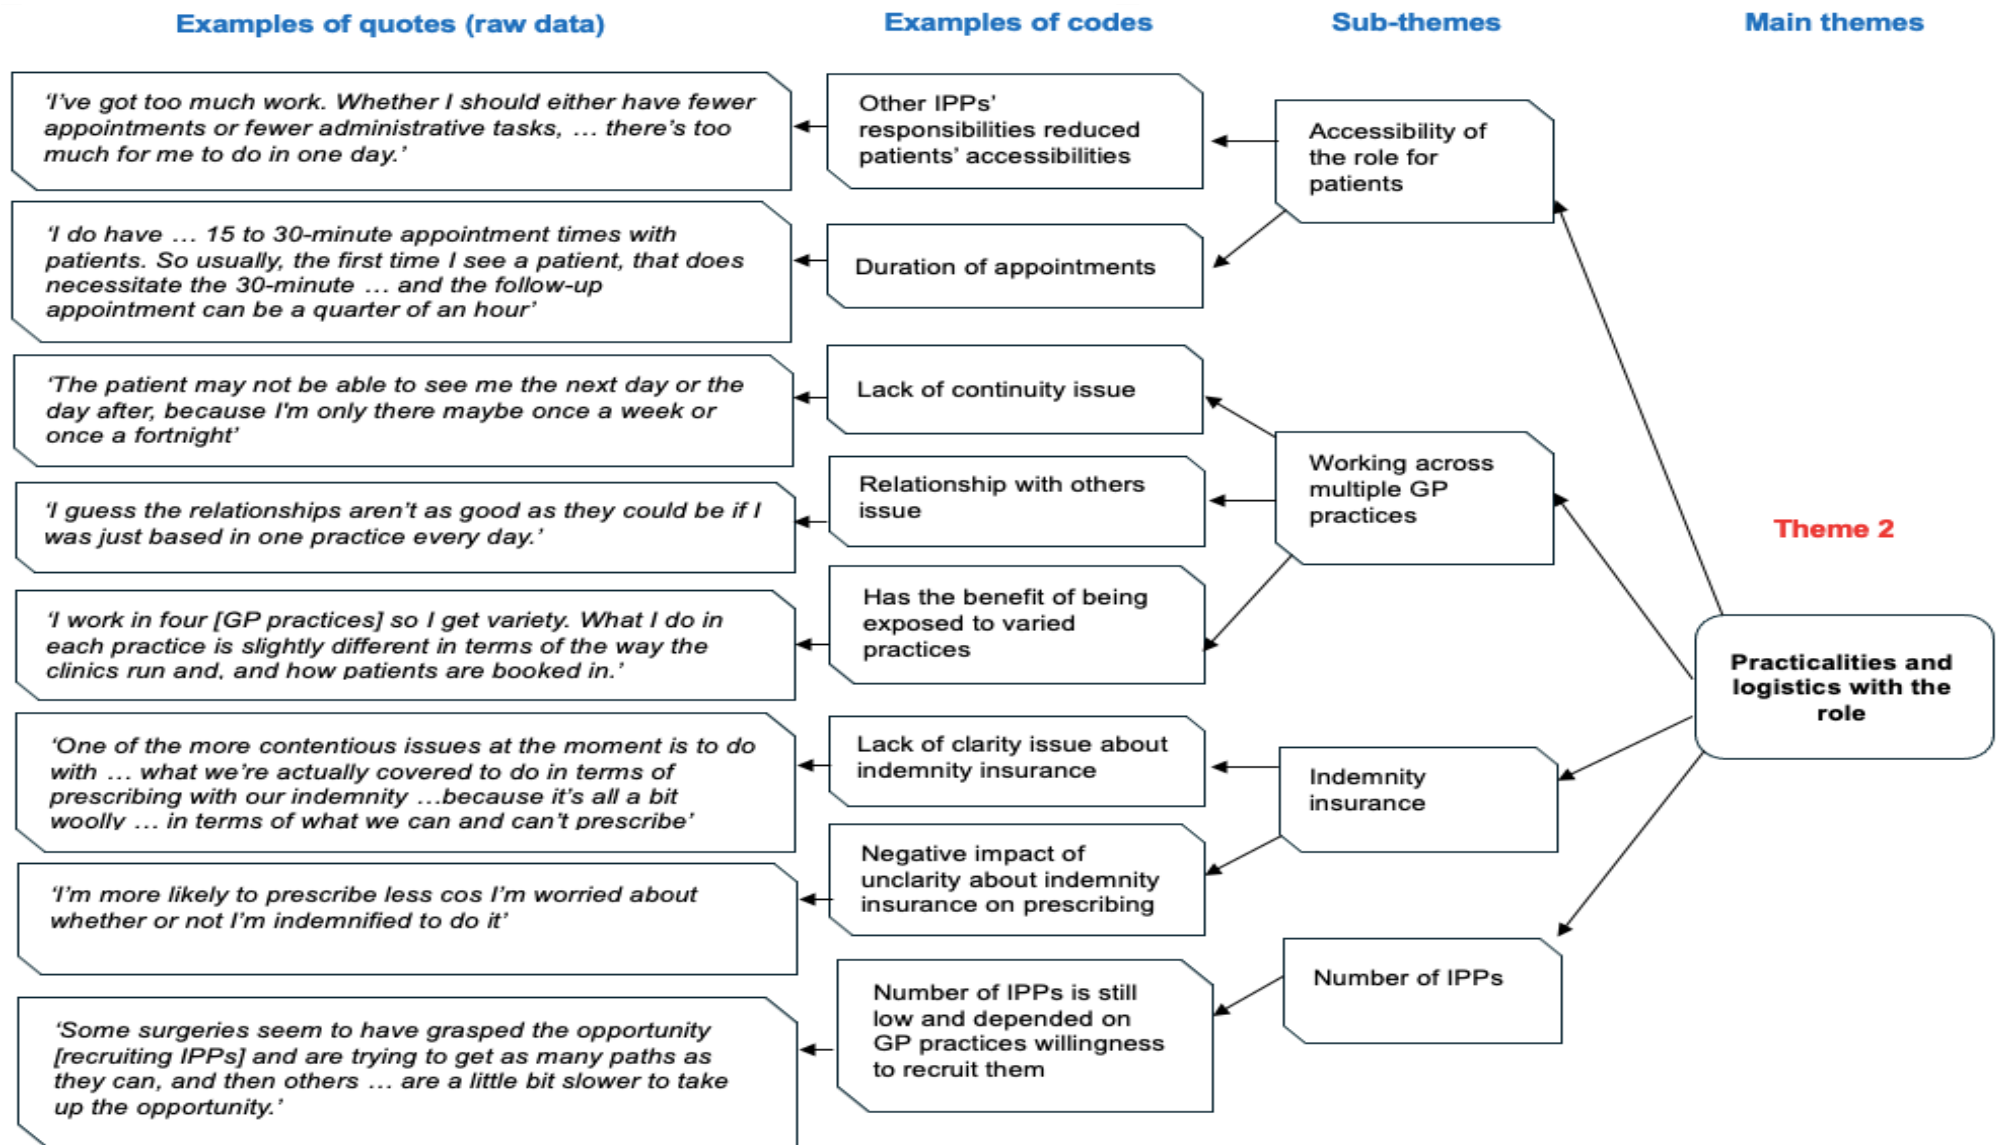 Examples of quotes (raw data)
Examples of codes
Sub-themes
Main themes
‘I’ve got too much work. Whether I should either have fewer
appointments or fewer administrative tasks, … there’s too
much for me to do in one day.’
Other IPPs’
responsibilities reduced
patients’ accessibilities
Accessibility of
the role for
patients
‘I do have … 15 to 30-minute appointment times with
patients. So usually, the first time I see a patient, that does
necessitate the 30-minute … and the follow-up
appointment can be a quarter of an hour’
Duration of appointments
‘The patient may not be able to see me the next day or the
day after, because I'm only there maybe once a week or
once a fortnight’
Lack of continuity issue
Working across
multiple GP
practices
‘I guess the relationships aren’t as good as they could be if I
was just based in one practice every day.’
Relationship with others
issue
Theme 2
‘I work in four [GP practices] so I get variety. What I do in
each practice is slightly different in terms of the way the
clinics run and, and how patients are booked in.’
Has the benefit of being
exposed to varied
practices
Practicalities and
logistics with the
role
‘One of the more contentious issues at the moment is to do
with … what we’re actually covered to do in terms of
prescribing with our indemnity …because it’s all a bit
woolly … in terms of what we can and can’t prescribe’
Lack of clarity issue about
indemnity insurance
Indemnity
insurance
‘I’m more likely to prescribe less cos I’m worried about
whether or not I’m indemnified to do it’
Negative impact of
unclarity about indemnity
insurance on prescribing
‘Some surgeries seem to have grasped the opportunity
[recruiting IPPs] and are trying to get as many paths as
they can, and then others … are a little bit slower to take
up the opportunity.’
Number of IPPs is still
low and depended on
GP practices willingness
to recruit them
Number of IPPs